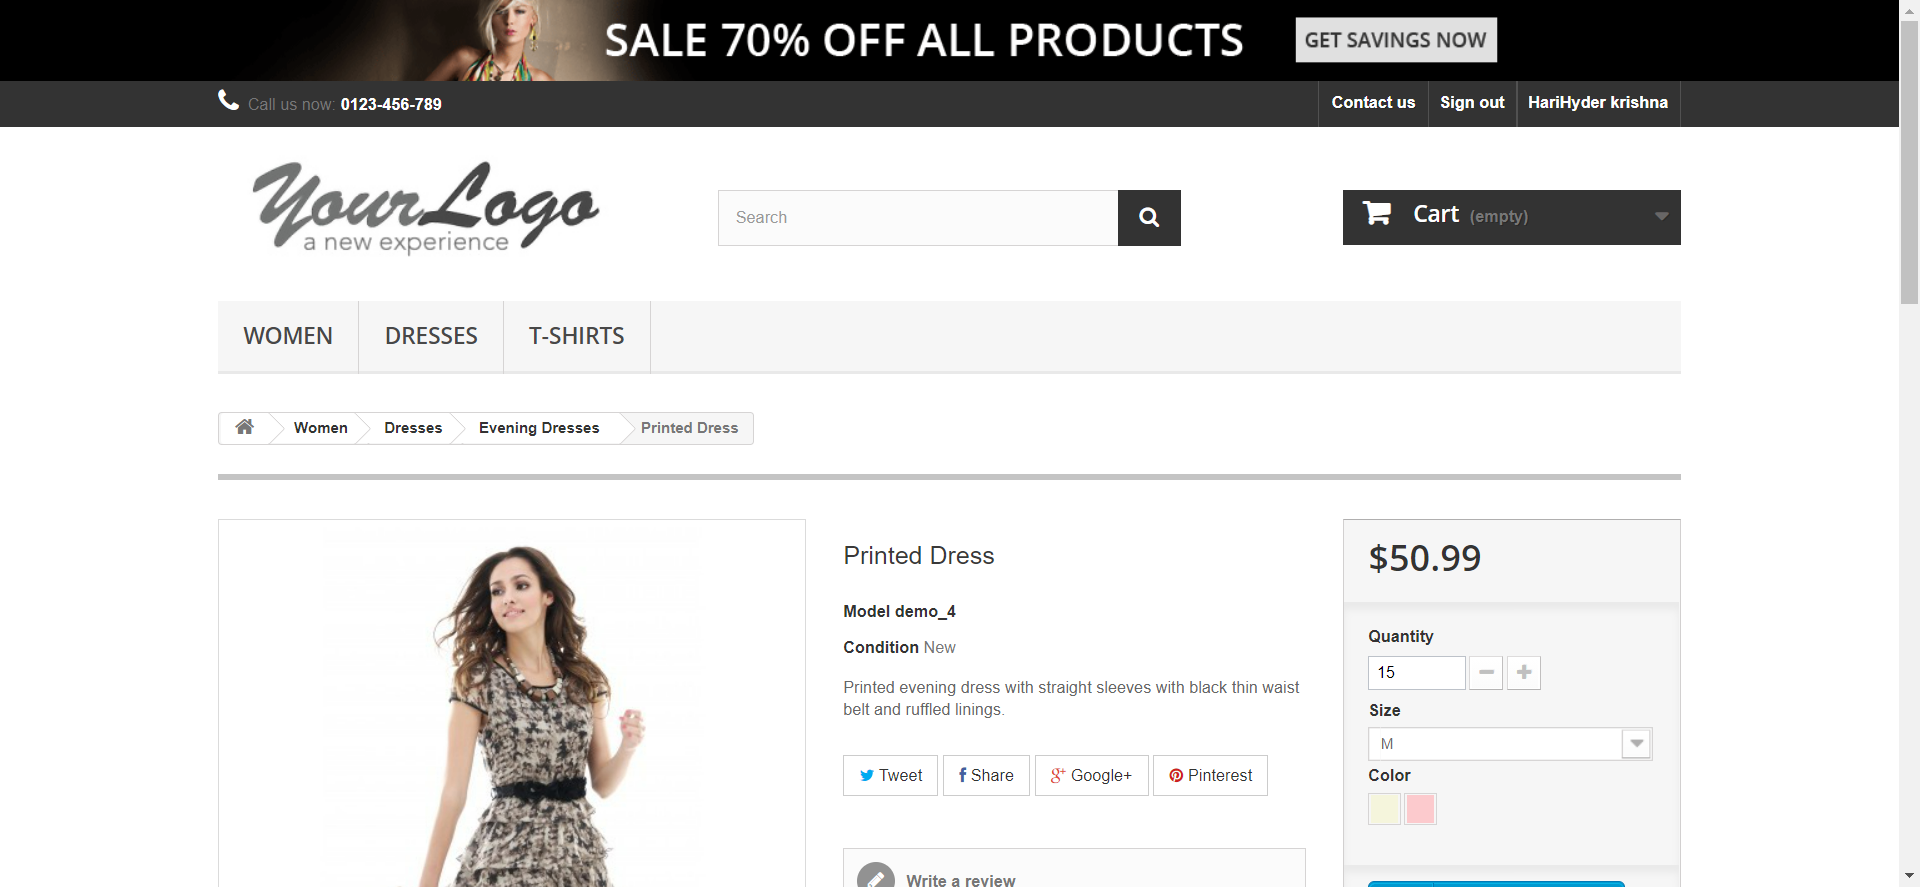 SALE 70% OFF ALL PRODUCTS
GET SAVINGS NOW
Call us now: 0123-456-789
Contact us
Sign out
HariHyder krishna
YourLogo
a new experience
Search
Cart (empty)
WOMEN
DRESSES
T-SHIRTS
Women
Dresses
Evening Dresses
Printed Dress
Printed Dress
Model demo_4
Condition New
Printed evening dress with straight sleeves with black thin waist
belt and ruffled linings.
Tweet
Share
Google+
Pinterest
Write a review
$50.99
Quantity
15
Size
M
Color